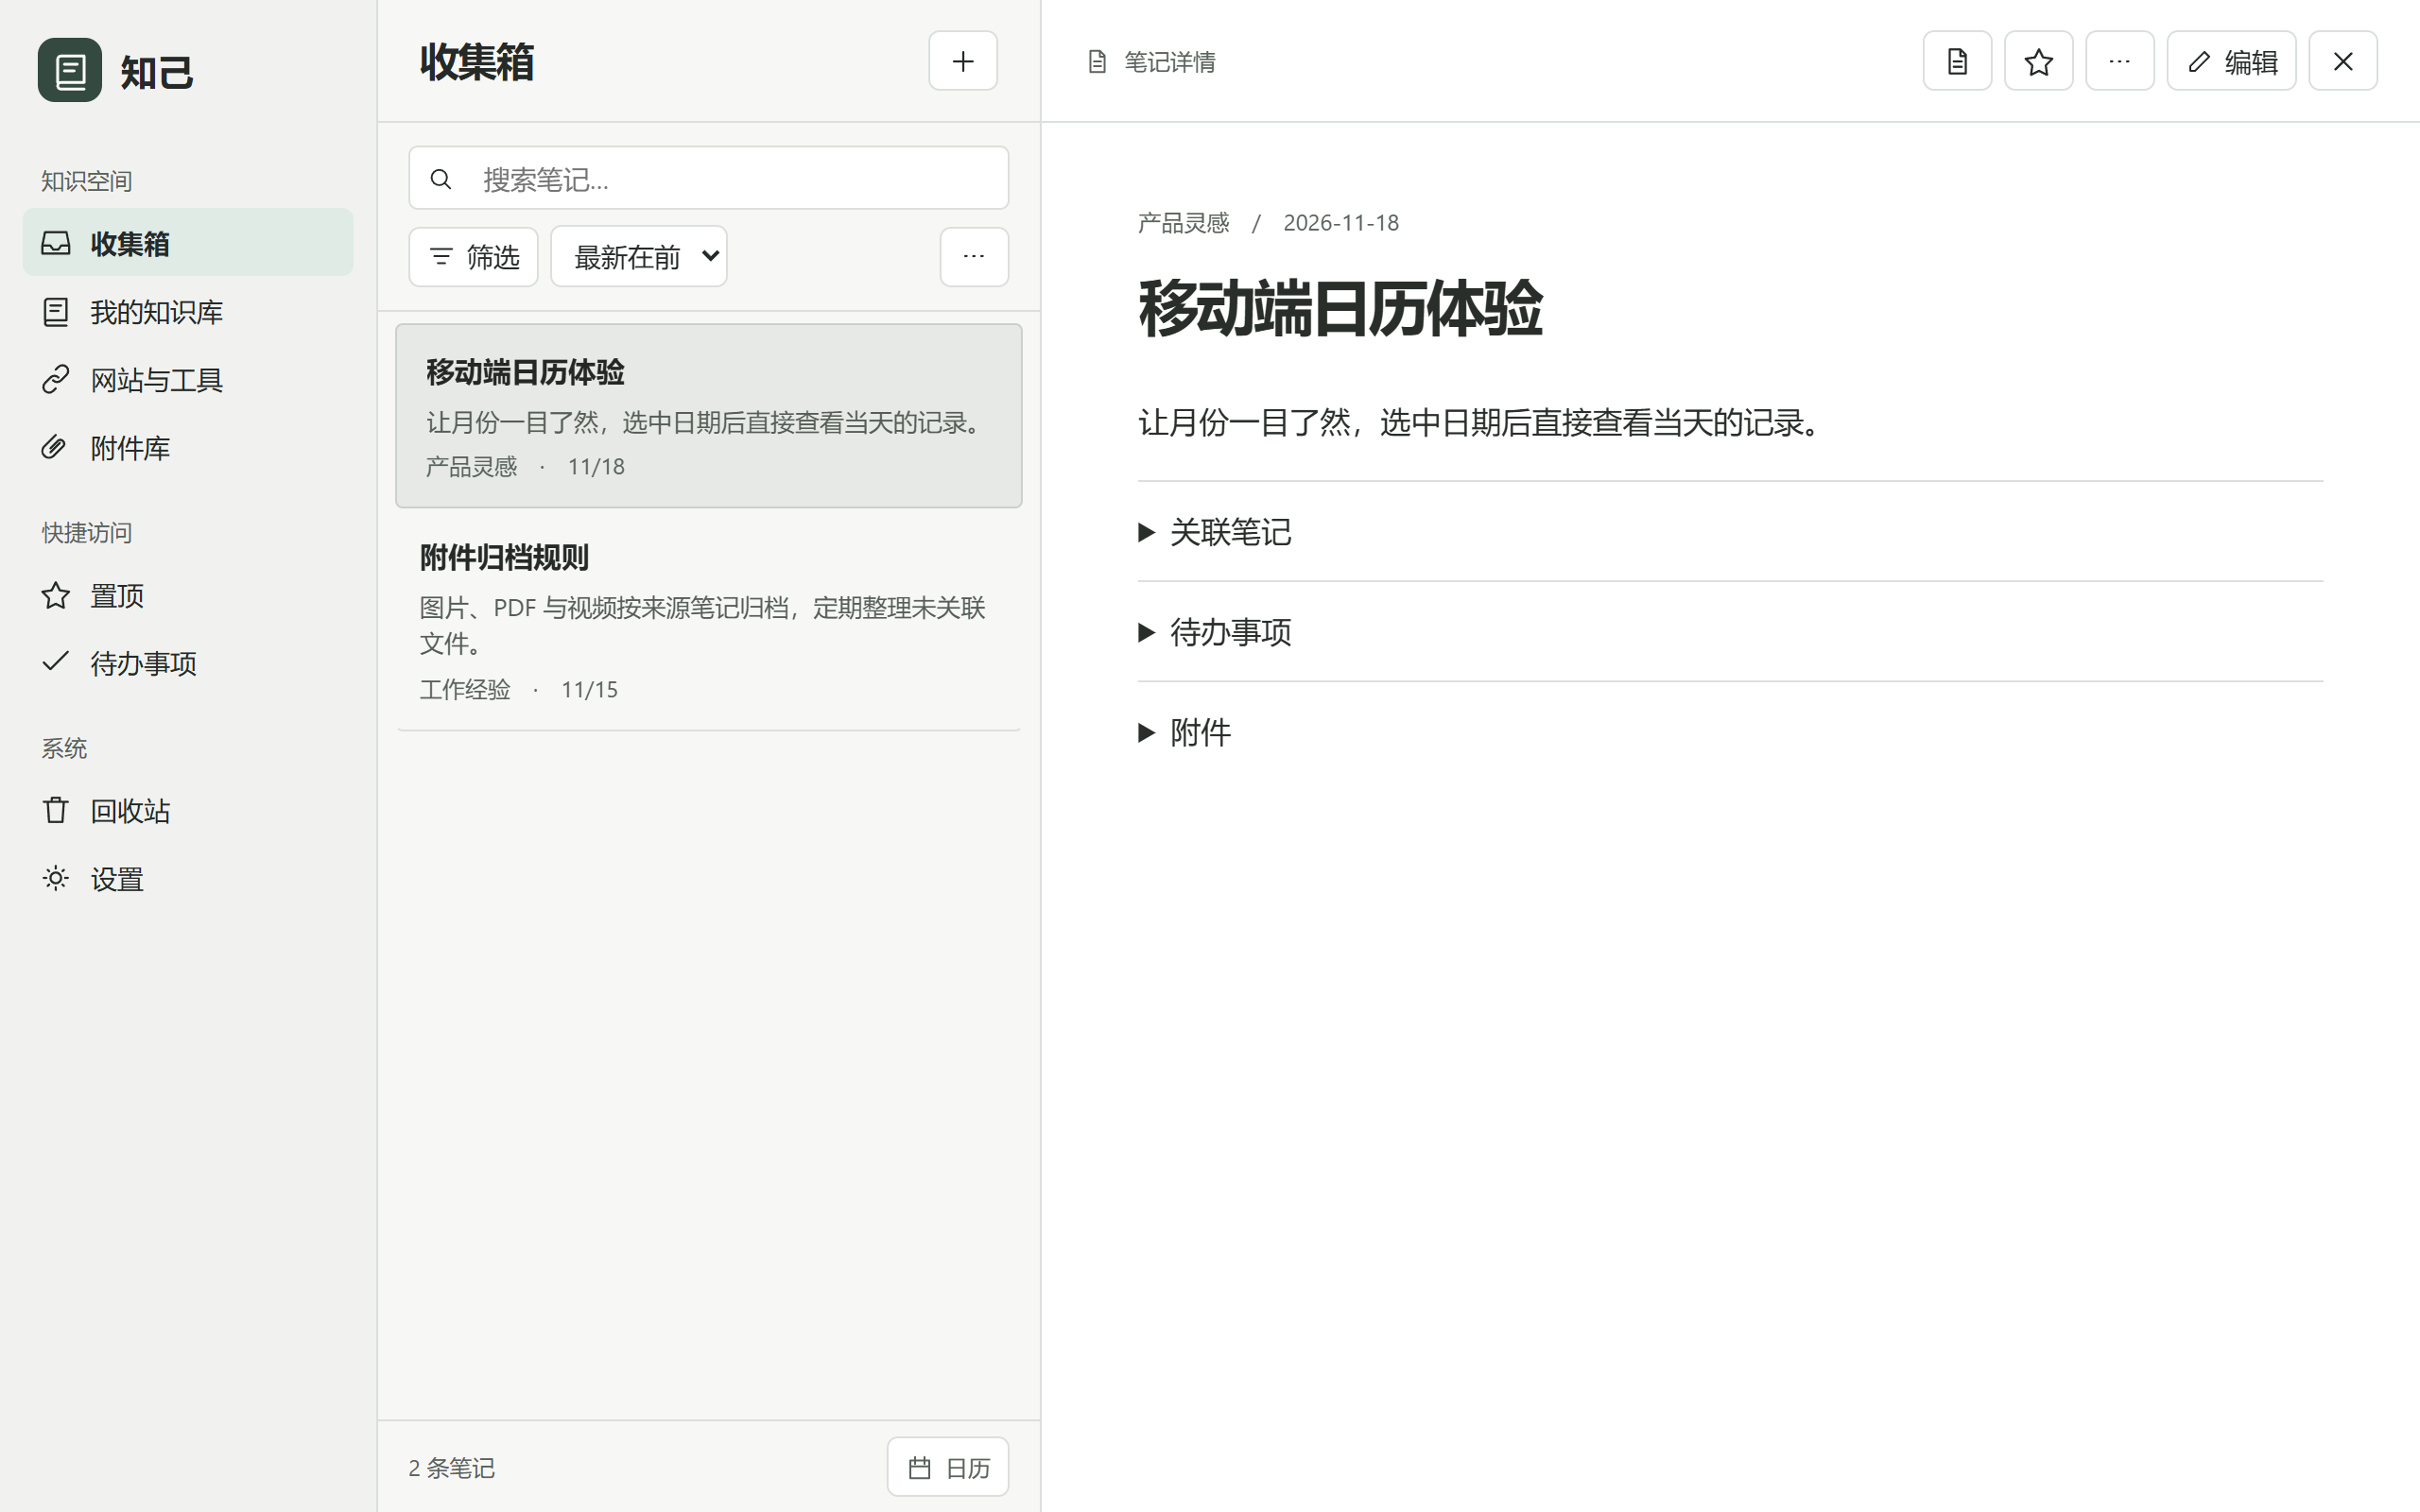 知己
知识空间
收集箱
我的知识库
网站与工具
附件库
快捷访问
置顶
待办事项
系统
回收站
设置
收集箱
搜索笔记...
筛选
最新在前
...
移动端日历体验
让月份一目了然，选中日期后直接查看当天的记录。
产品灵感 · 11/18
附件归档规则
图片、PDF 与视频按来源笔记归档，定期整理未关联
文件。
工作经验 · 11/15
2 条笔记
日历
笔记详情
...
编辑
产品灵感 / 2026-11-18
移动端日历体验
让月份一目了然，选中日期后直接查看当天的记录。
关联笔记
待办事项
附件